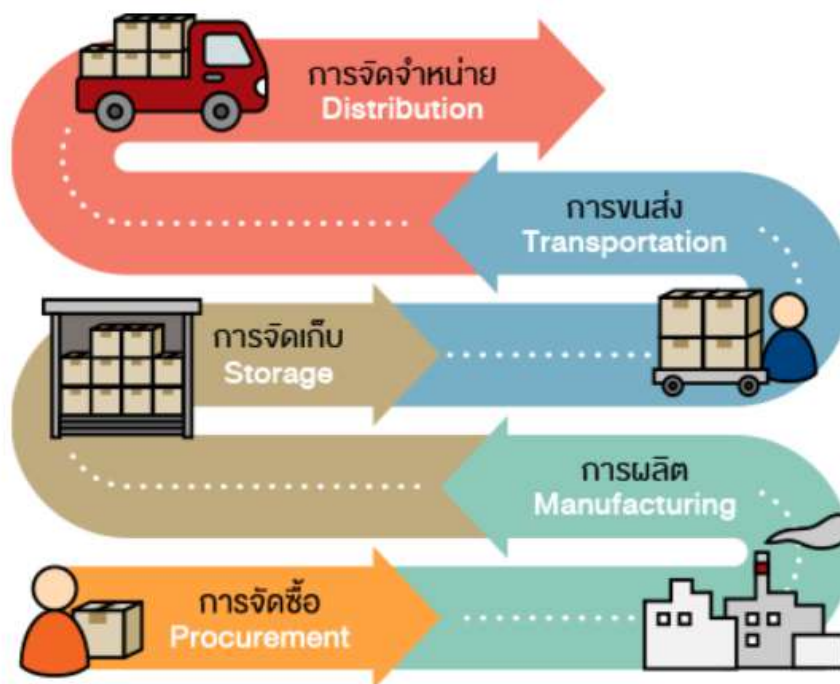 การจัดจำหน่าย
Distribution
การขนส่ง
Transportation
การจัดเก็บ
Storage
การผลิต
Manufacturing
การจัดซื้อ
Procurement